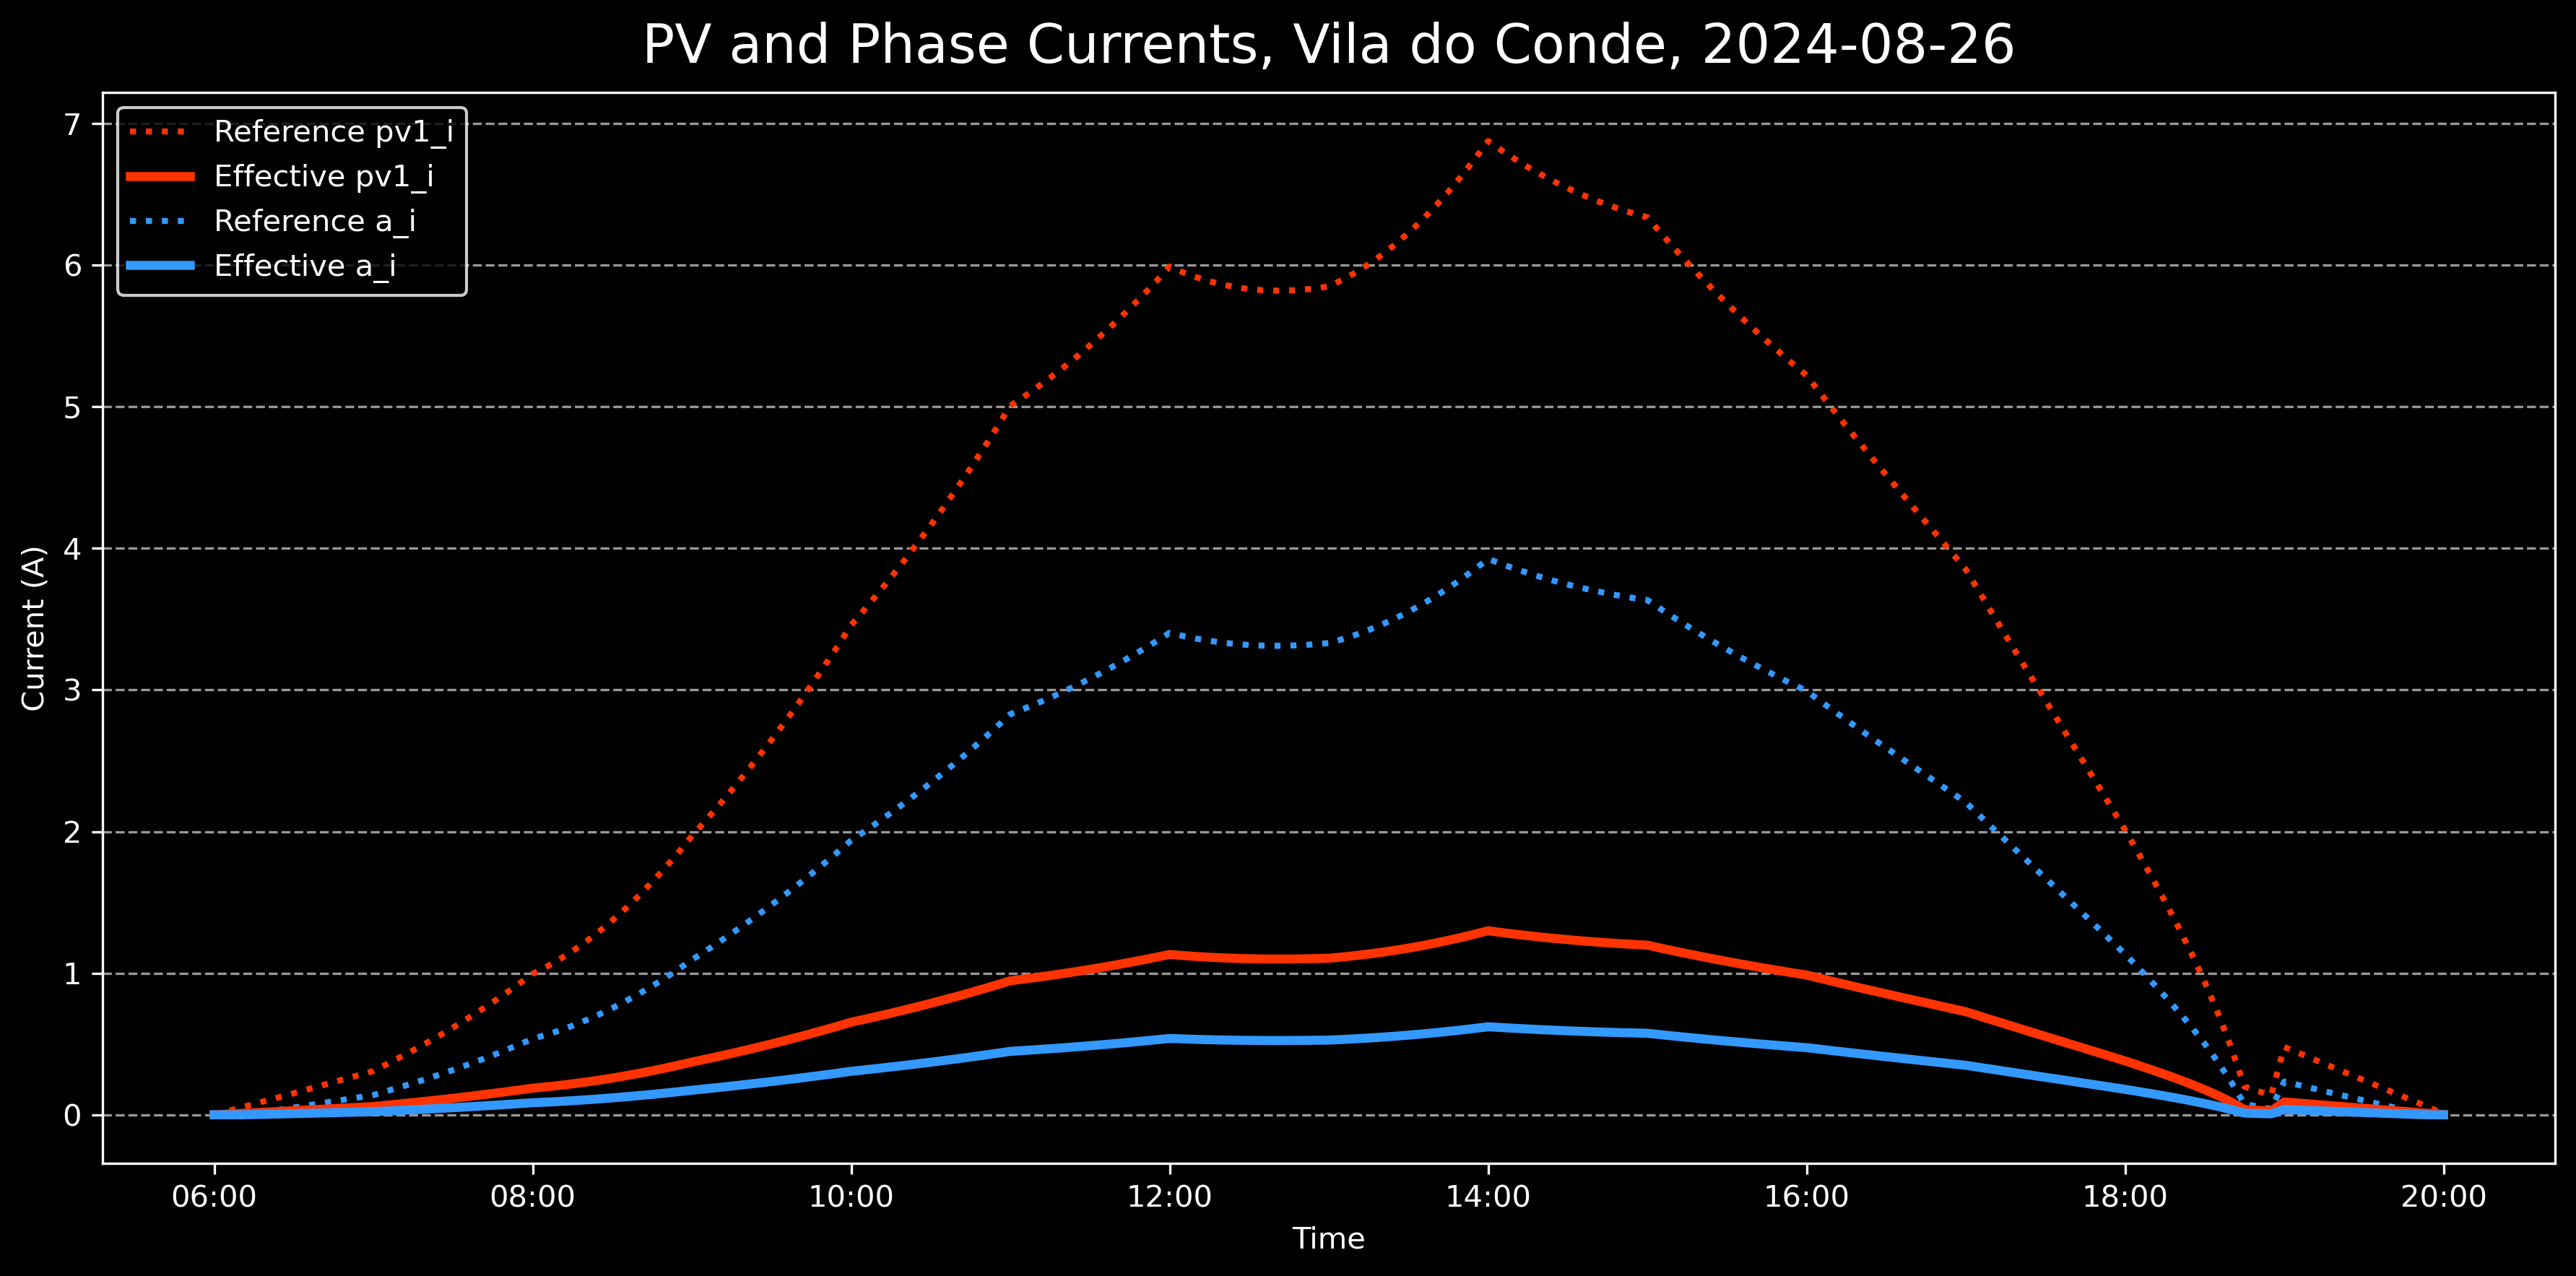 PV and Phase Currents, Vila do Conde, 2024-08-26
Reference pv1_i
Effective pv1_i
Reference a_i
Effective a_i
7
6
5
4
3
2
1
0
Current (A)
06:00 08:00 10:00 12:00 14:00 16:00 18:00 20:00
Time